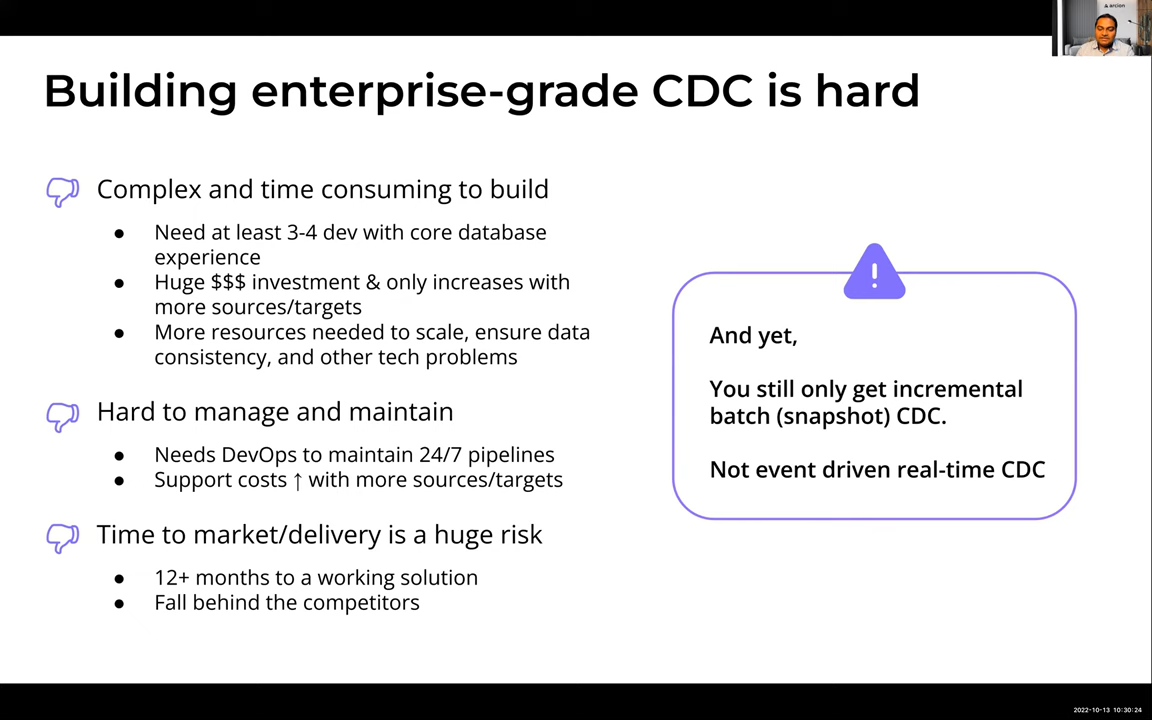 arcion
Building enterprise-grade CDC is hard
Complex and time consuming to build
● Need at least 3-4 dev with core database
experience
● Huge $$$ investment & only increases with
more sources/targets
● More resources needed to scale, ensure data
consistency, and other tech problems
Hard to manage and maintain
● Needs DevOps to maintain 24/7 pipelines
● Support costs ↑ with more sources/targets
Time to market/delivery is a huge risk
● 12+ months to a working solution
● Fall behind the competitors
!
And yet,
You still only get incremental
batch (snapshot) CDC.
Not event driven real-time CDC
2022-10-13 10:30:24